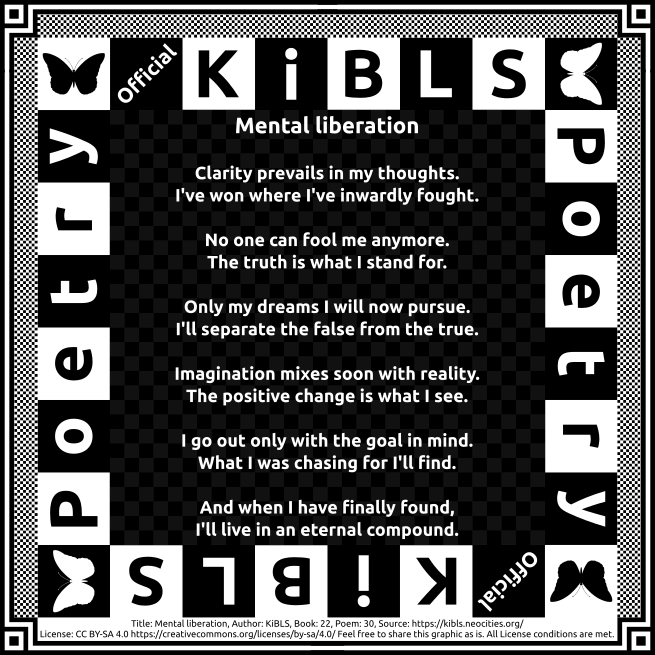 Official KiBLS
Poetry
Poetry
Mental liberation
Clarity prevails in my thoughts.
I've won where I've inwardly fought.
No one can fool me anymore.
The truth is what I stand for.
Only my dreams I will now pursue.
I'll separate the false from the true.
Imagination mixes soon with reality.
The positive change is what I see.
I go out only with the goal in mind.
What I was chasing for I'll find.
And when I have finally found,
I'll live in an eternal compound.
Official KiBLS
Title: Mental liberation, Author: KiBLS, Book: 22, Poem: 30, Source: https://kibls.neocities.org/
License: CC BY-SA 4.0 https://creativecommons.org/licenses/by-sa/4.0/ Feel free to share this graphic as is. All License conditions are met.